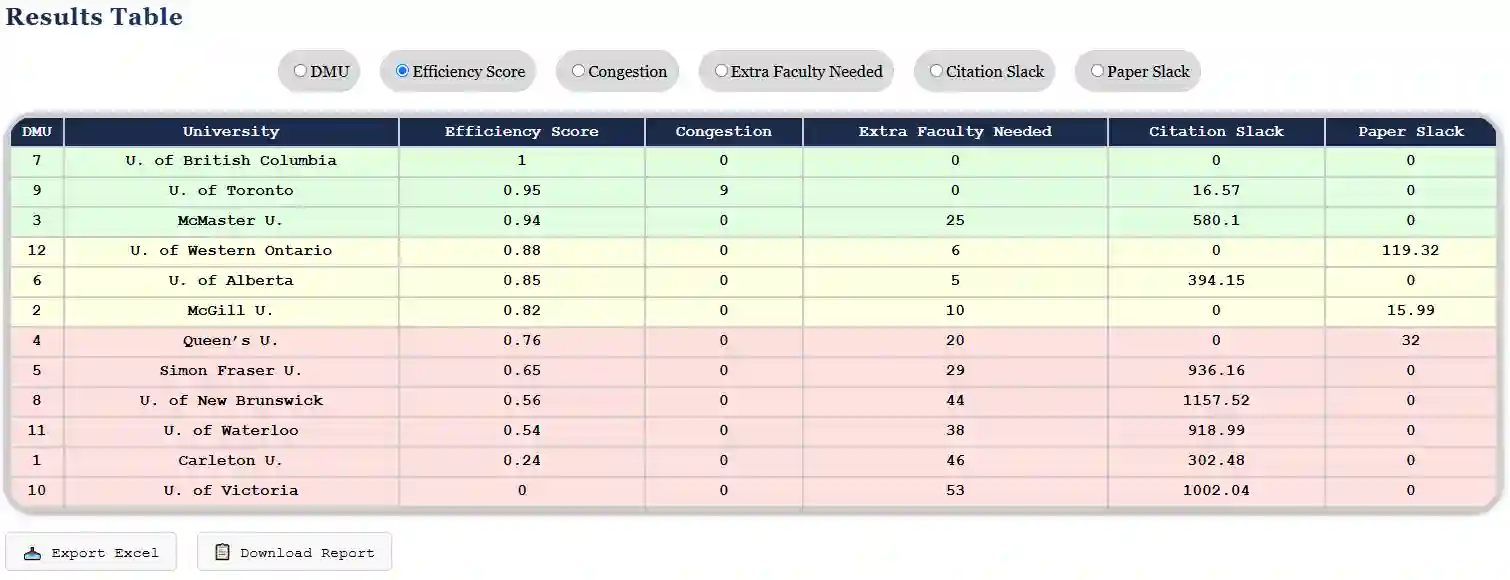 Results Table
DMU Efficiency Score Congestion Extra Faculty Needed Citation Slack Paper Slack
DMU University Efficiency Score Congestion Extra Faculty Needed Citation Slack Paper Slack
7 U. of British Columbia 1 0 0 0 0
9 U. of Toronto 0.95 9 0 16.57 0
3 McMaster U. 0.94 0 25 580.1 0
12 U. of Western Ontario 0.88 0 6 0 119.32
6 U. of Alberta 0.85 0 5 394.15 0
2 McGill U. 0.82 0 10 0 15.99
4 Queen’s U. 0.76 0 20 0 32
5 Simon Fraser U. 0.65 0 29 936.16 0
8 U. of New Brunswick 0.56 0 44 1157.52 0
11 U. of Waterloo 0.54 0 38 918.99 0
1 Carleton U. 0.24 0 46 302.48 0
10 U. of Victoria 0 0 53 1002.04 0
Export Excel Download Report